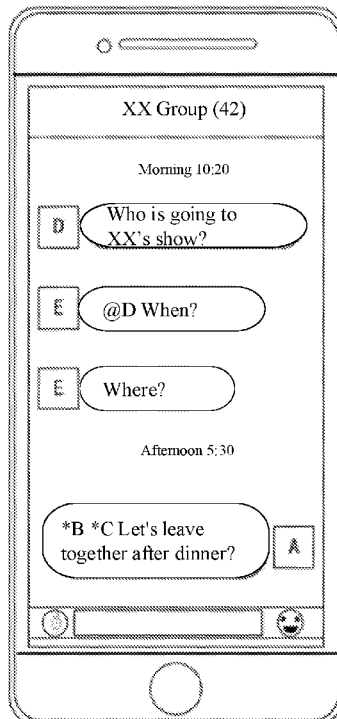 XX Group (42)
Morning 10:20
D
Who is going to
XX's show?
E
@D When?
E
Where?
Afternoon 5:30
*B *C Let's leave
together after dinner?
A